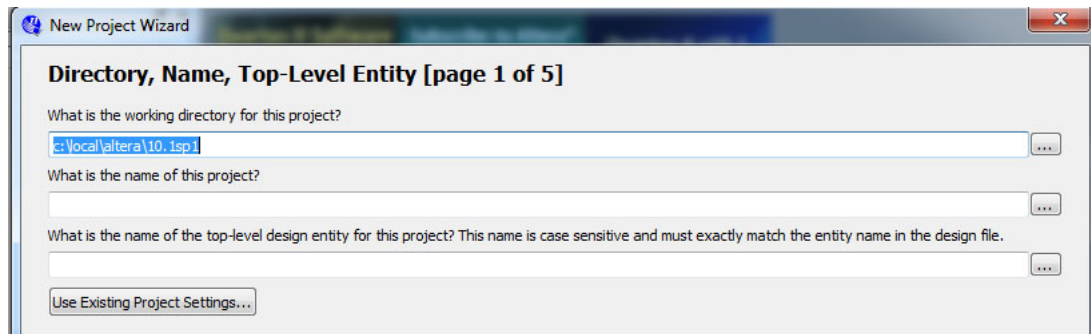 New Project Wizard
Directory, Name, Top-Level Entity [page 1 of 5]
What is the working directory for this project?
c:\local\altera\10.1sp1
...
What is the name of this project?
...
What is the name of the top-level design entity for this project? This name is case sensitive and must exactly match the entity name in the design file.
...
Use Existing Project Settings...